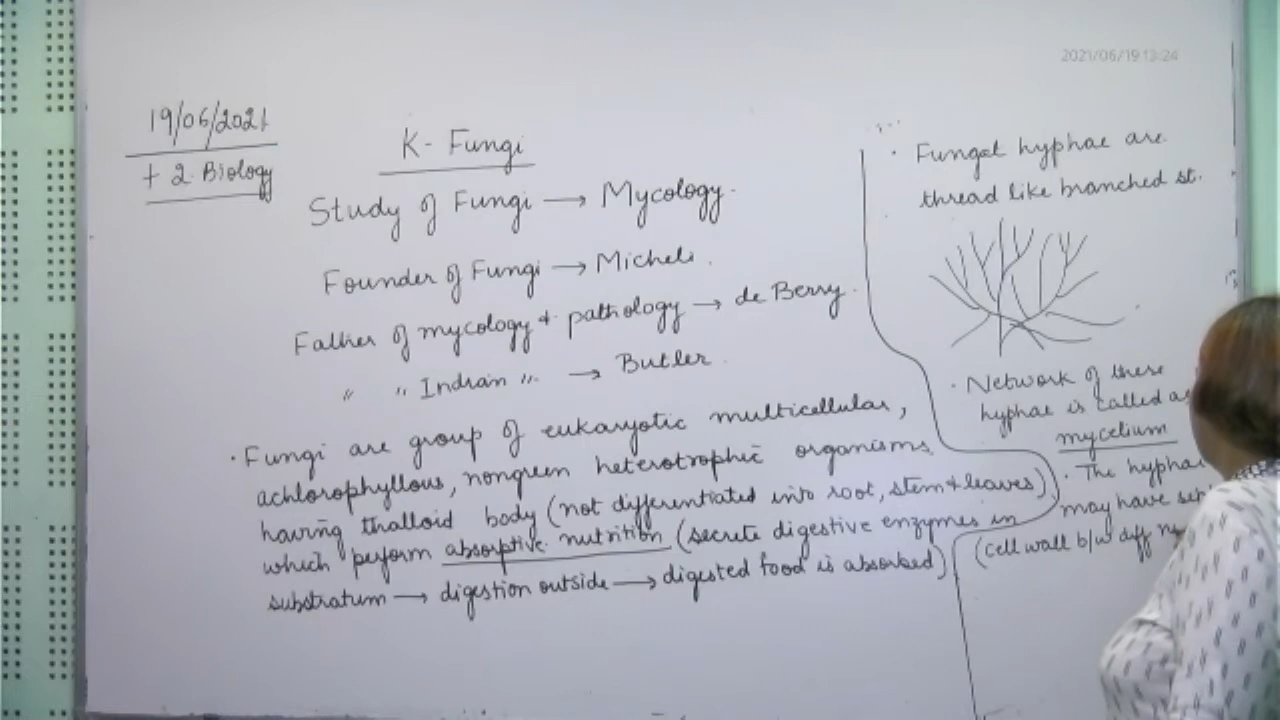 2021/06/19 13:24
19/06/2021
+2 Biology
K- Fungi
Study of Fungi → Mycology.
Founder of Fungi → Micheli.
Father of mycology + pathology → de Berry.
" " Indian " → Butler.
· Fungi are group of eukaryotic multicellular,
achlorophyllous, nongreen heterotrophic organisms
having thalloid body (not differentiated into root, stem + leaves)
which perform absorptive nutrition (secrete digestive enzymes in
substratum → digestion outside → digested food is absorbed)
· Fungal hyphae are
thread like branched st.
· Network of these
hyphae is called as
mycelium
· The hyphae
may have
(cell wall b/w diff